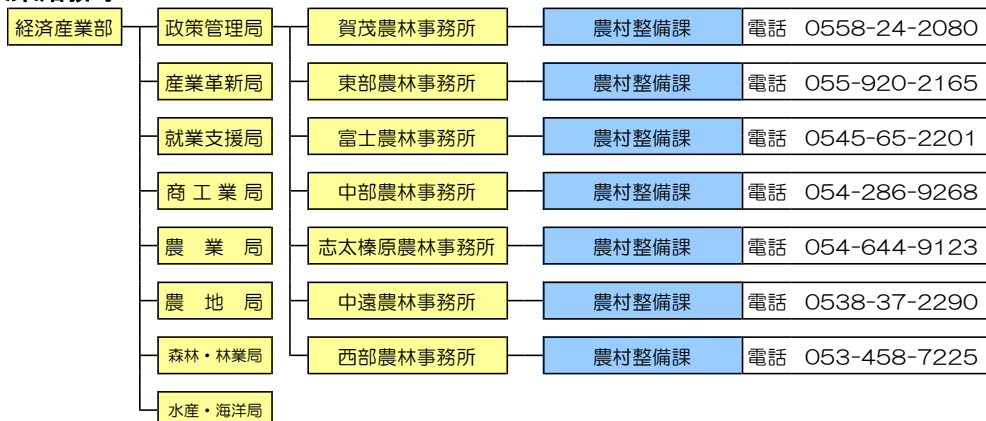 経済産業部 政策管理局 賀茂農林事務所 農村整備課 電話 0558-24-2080
産業革新局 東部農林事務所 農村整備課 電話 055-920-2165
就業支援局 富士農林事務所 農村整備課 電話 0545-65-2201
商工業局 中部農林事務所 農村整備課 電話 054-286-9268
農業局 志太榛原農林事務所 農村整備課 電話 054-644-9123
農地局 中遠農林事務所 農村整備課 電話 0538-37-2290
森林・林業局 西部農林事務所 農村整備課 電話 053-458-7225
水産・海洋局